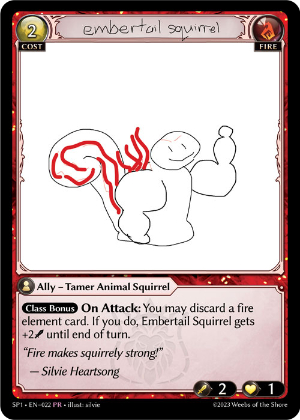 2
COST
embertail squirrel
FIRE
Ally – Tamer Animal Squirrel
Class Bonus On Attack: You may discard a fire
element card. If you do, Embertail Squirrel gets
+2 until end of turn.
“Fire makes squirrely strong!”
— Silvie Heartsong
2 1
SP1 • EN-022 PR • illust: silvie
©2023 Weebs of the Shore